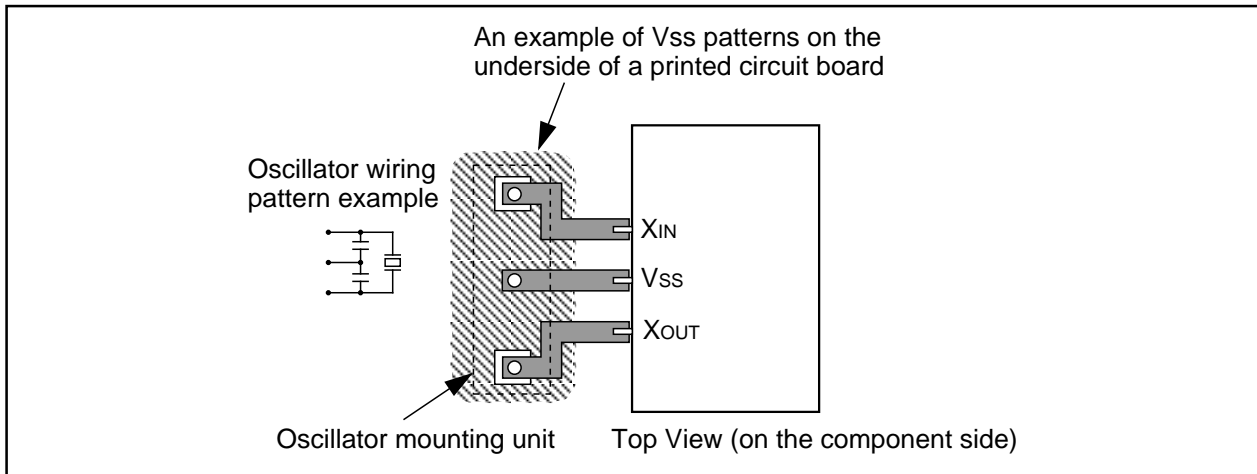 An example of Vss patterns on the
underside of a printed circuit board
Oscillator wiring
pattern example
XIN
VSS
XOUT
Oscillator mounting unit
Top View (on the component side)